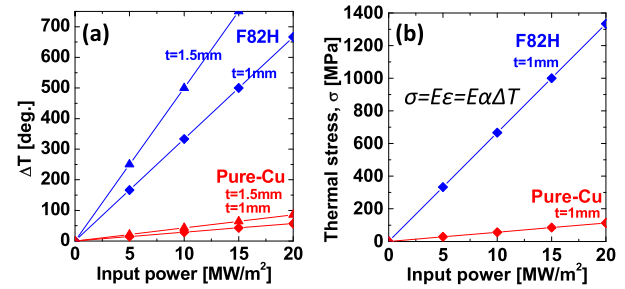 (a)
F82H
t=1.5mm
t=1mm
Pure-Cu
t=1.5mm
t=1mm
ΔT [deg.]
700
600
500
400
300
200
100
0
0 5 10 15 20
Input power [MW/m²]
(b)
F82H
t=1mm
σ=Eε=EαΔT
Pure-Cu
t=1mm
Thermal stress, σ [MPa]
1400
1200
1000
800
600
400
200
0
0 5 10 15 20
Input power [MW/m²]